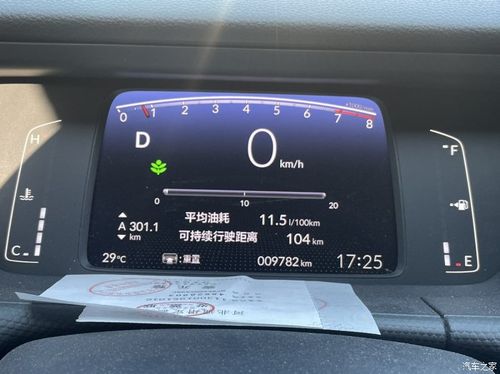 x1000r/min
0 1 2 3 4 5 6 7 8
H
D
0 km/h
F
0 10 20
平均油耗 11.5 l/100km
A 301.1 km
可持续行驶距离 104 km
C
E
29°C
:重置
009782 km
17:25
汽车之家